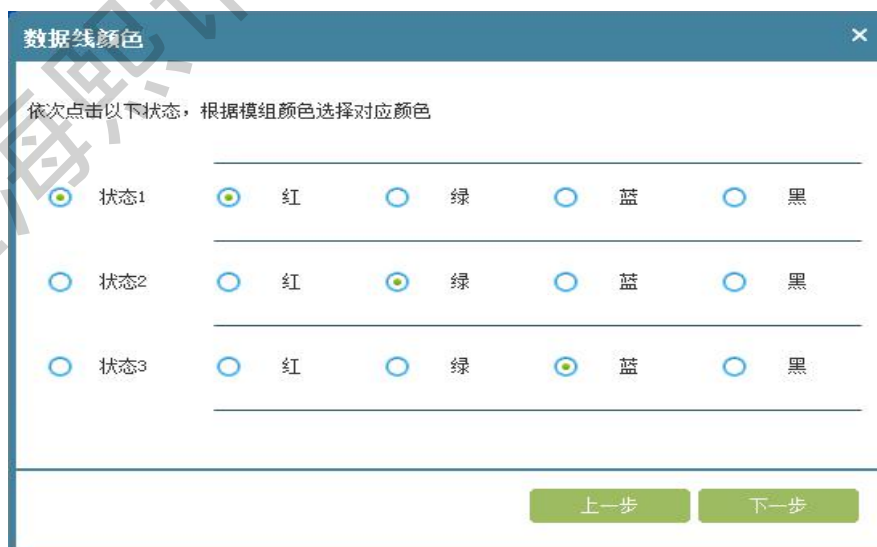 数据线颜色
依次点击以下状态，根据模组颜色选择对应颜色
状态1 红 绿 蓝 黑
状态2 红 绿 蓝 黑
状态3 红 绿 蓝 黑
上一步 下一步
海熙